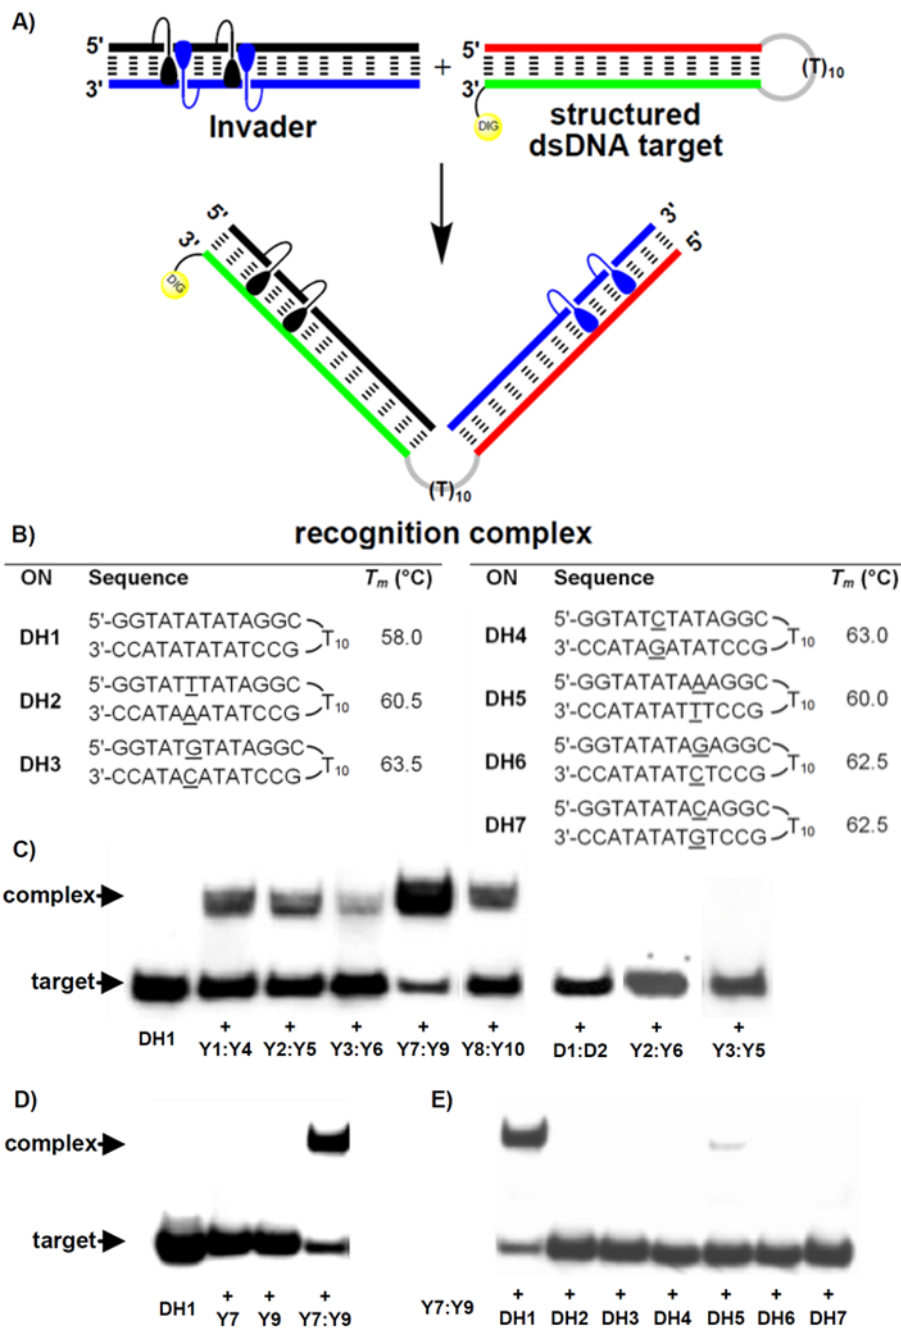 A)
5' 5'
+ (T)10
3' 3'
Invader
DIG
structured
dsDNA target
5' 3'
3' 5'
DIG
(T)10
recognition complex
B)
ON Sequence Tm (°C)
DH1 5'-GGTATATATAGGC
3'-CCATATATATCCG T10 58.0
DH2 5'-GGTATTTATAGGC
3'-CCATAAATATCCG T10 60.5
DH3 5'-GGTATGTATAGGC
3'-CCATACATATCCG T10 63.5
ON Sequence Tm (°C)
DH4 5'-GGTATCTATAGGC
3'-CCATAGATATCCG T10 63.0
DH5 5'-GGTATATAAAGGC
3'-CCATATATTTCCG T10 60.0
DH6 5'-GGTATATAGAGGC
3'-CCATATATCTCCG T10 62.5
DH7 5'-GGTATATACAGGC
3'-CCATATATGTCCG T10 62.5
C)
complex
target
DH1 + Y1:Y4 + Y2:Y5 + Y3:Y6 + Y7:Y9 + Y8:Y10 + D1:D2 + Y2:Y6 + Y3:Y5
D)
complex
target
DH1 + Y7 + Y9 + Y7:Y9
E)
Y7:Y9 + DH1 + DH2 + DH3 + DH4 + DH5 + DH6 + DH7